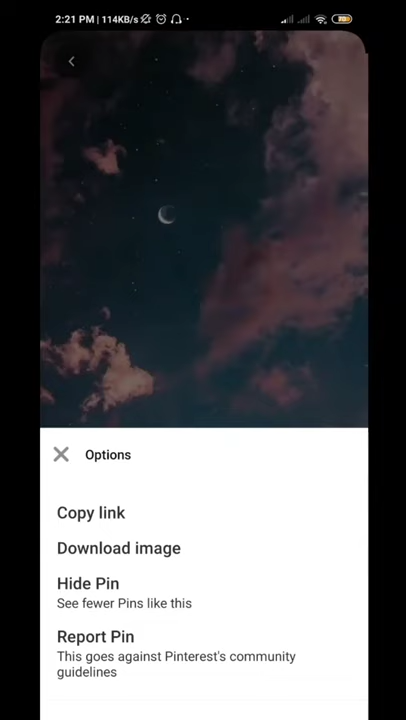 2:21 PM | 114KB/s
Options
Copy link
Download image
Hide Pin
See fewer Pins like this
Report Pin
This goes against Pinterest's community
guidelines